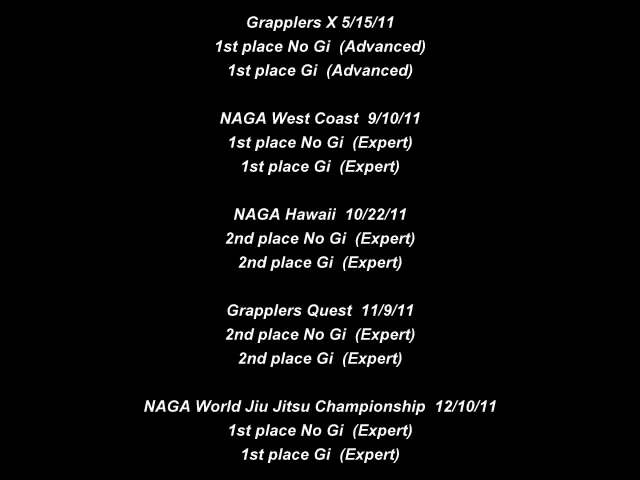 Grapplers X 5/15/11
1st place No Gi (Advanced)
1st place Gi (Advanced)
NAGA West Coast 9/10/11
1st place No Gi (Expert)
1st place Gi (Expert)
NAGA Hawaii 10/22/11
2nd place No Gi (Expert)
2nd place Gi (Expert)
Grapplers Quest 11/9/11
2nd place No Gi (Expert)
2nd place Gi (Expert)
NAGA World Jiu Jitsu Championship 12/10/11
1st place No Gi (Expert)
1st place Gi (Expert)